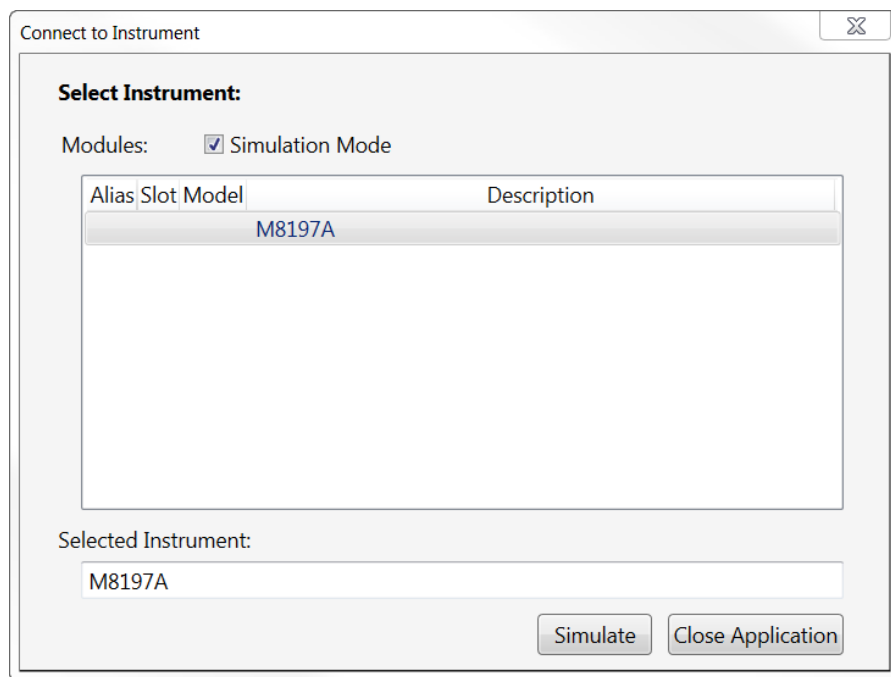 Connect to Instrument
Select Instrument:
Modules: Simulation Mode
Alias Slot Model Description
M8197A
Selected Instrument:
M8197A
Simulate Close Application